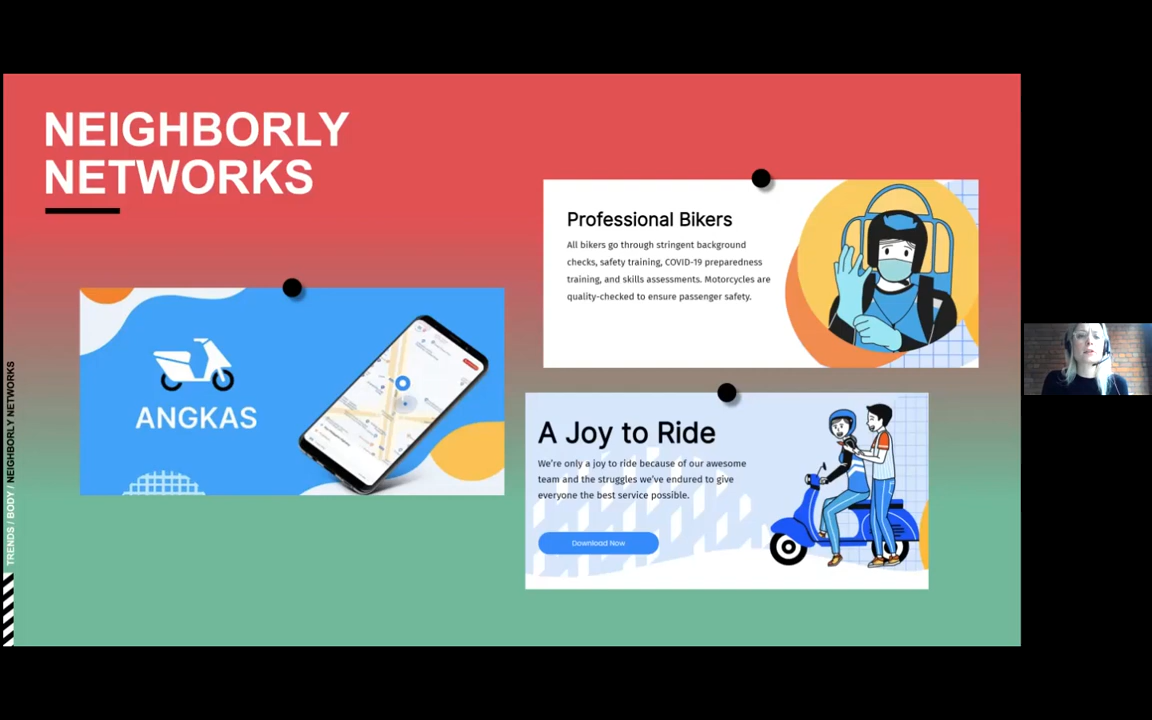 NEIGHBORLY
NETWORKS
ANGKAS
Professional Bikers
All bikers go through stringent background
checks, safety training, COVID-19 preparedness
training, and skills assessments. Motorcycles are
quality-checked to ensure passenger safety.
A Joy to Ride
We're only a joy to ride because of our awesome
team and the struggles we've endured to give
everyone the best service possible.
Download Now
TRENDS / BODY / NEIGHBORLY NETWORKS